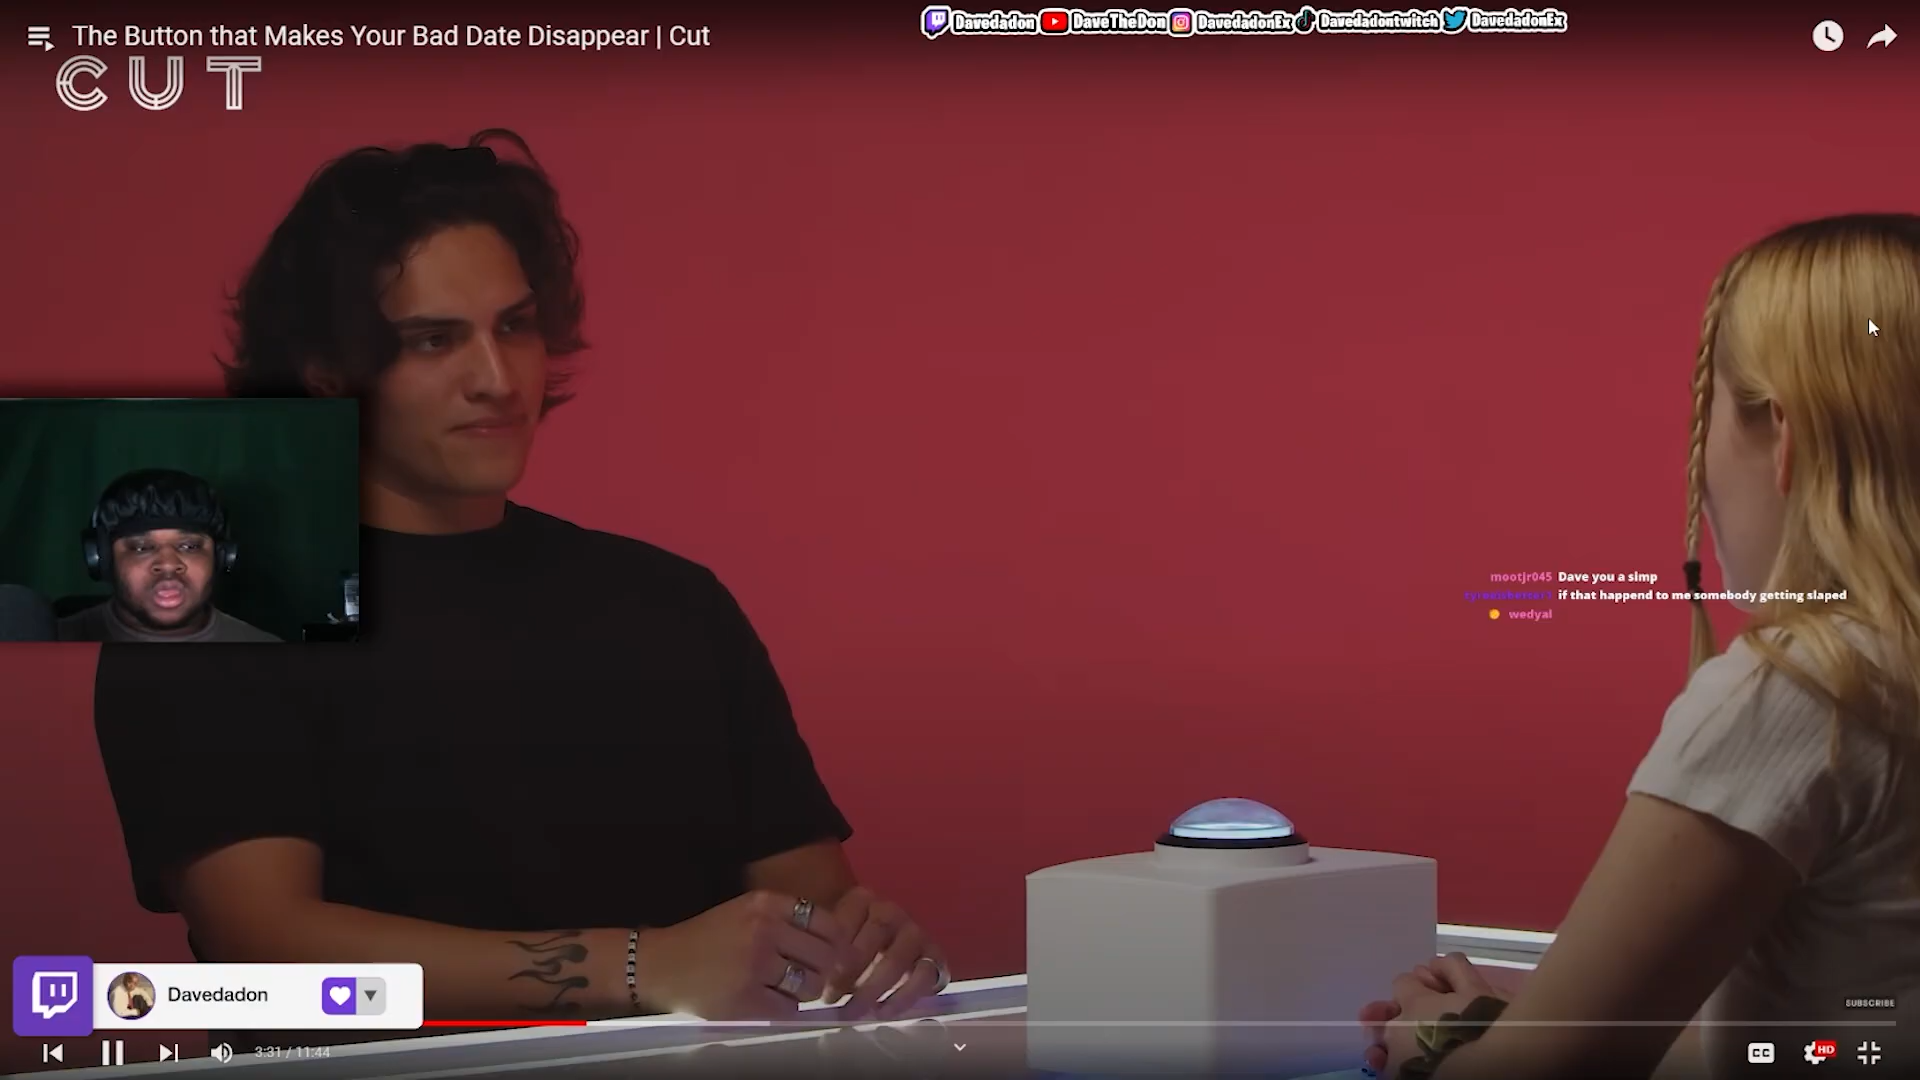 The Button that Makes Your Bad Date Disappear | Cut
Davedadon DaveTheDon DavedadonEx Davedadontwitch DavedadonEx
CUT
mootjr045 Dave you a simp
if that happend to me somebody getting slaped
wedyal
Davedadon
SUBSCRIBE
3:31 / 11:44
CC
HD